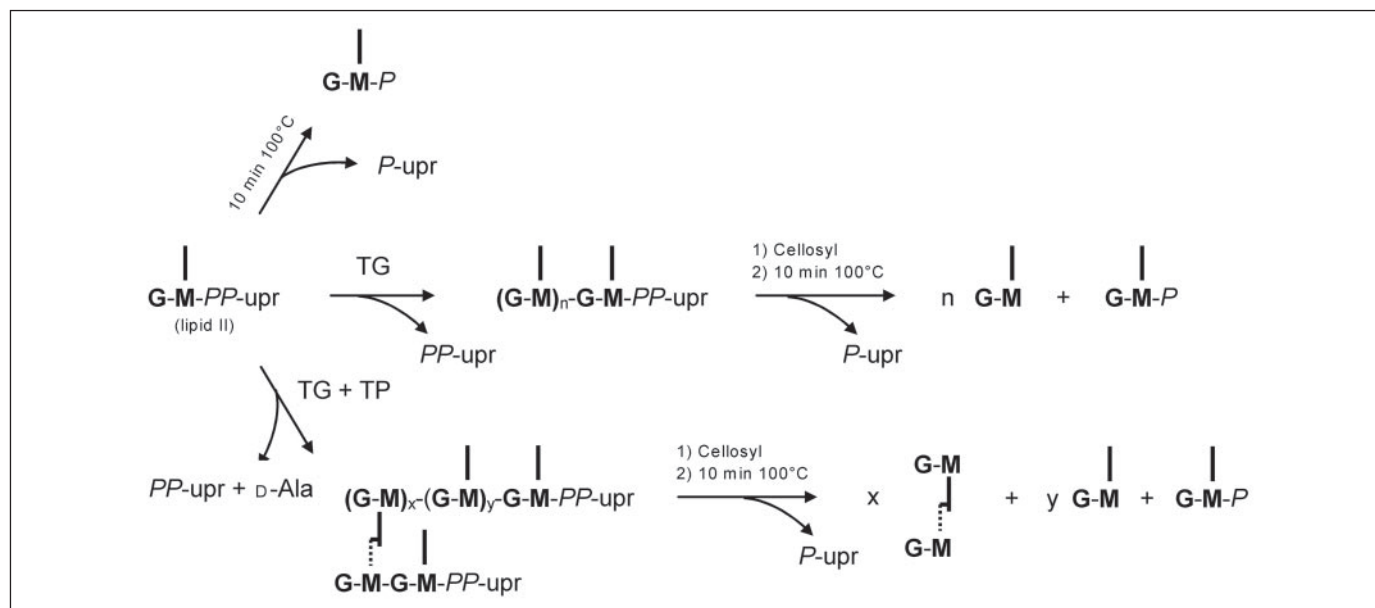 G-M-P
10 min 100°C
P-upr
G-M-PP-upr
(lipid II)
TG
PP-upr
(G-M)n-G-M-PP-upr
1) Cellosyl
2) 10 min 100°C
P-upr
n G-M + G-M-P
TG + TP
PP-upr + D-Ala
(G-M)x-(G-M)y-G-M-PP-upr
G-M-G-M-PP-upr
1) Cellosyl
2) 10 min 100°C
P-upr
x G-M
G-M
+ y G-M + G-M-P